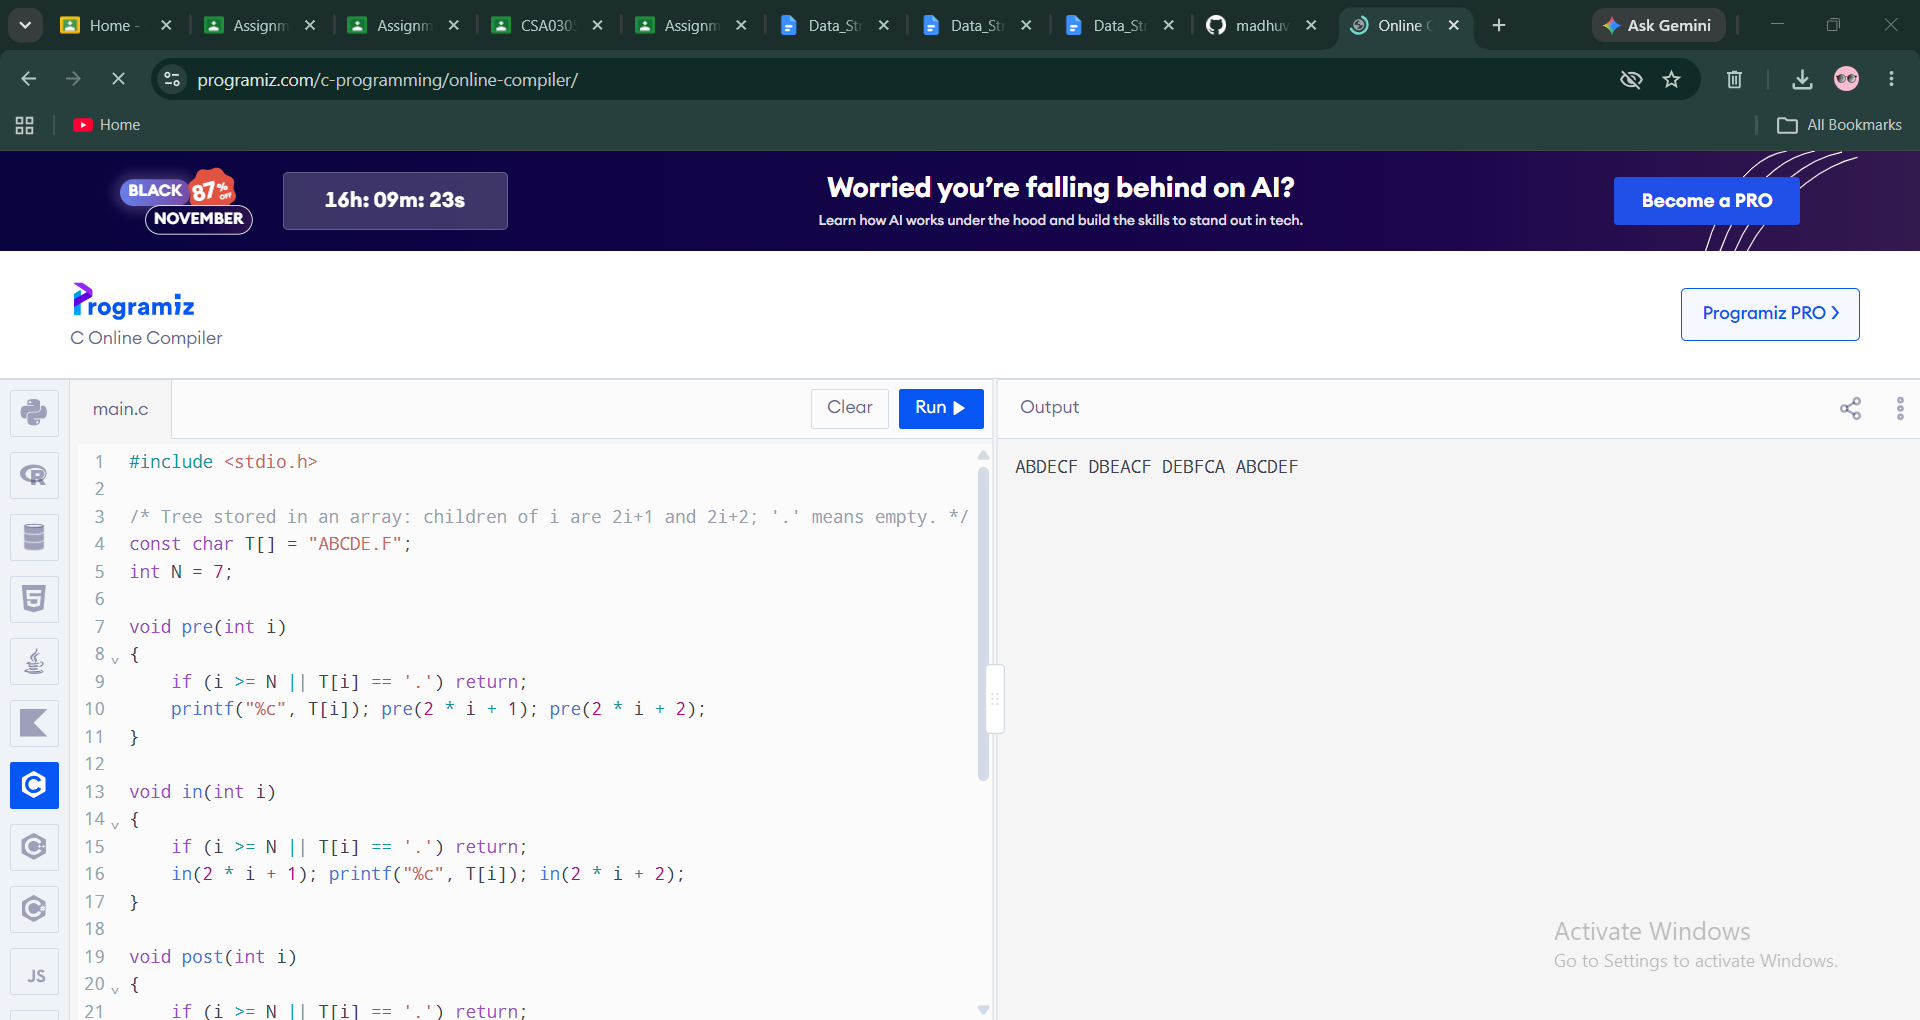 Home -
Assignm
Assignm
CSA030
Assignm
Data_St
Data_St
Data_St
madhuv
Online C
Ask Gemini
programiz.com/c-programming/online-compiler/
Home
All Bookmarks
BLACK 87% OFF
NOVEMBER
16h: 09m: 23s
Worried you’re falling behind on AI?
Learn how AI works under the hood and build the skills to stand out in tech.
Become a PRO
Programiz
C Online Compiler
Programiz PRO >
main.c
Clear
Run
Output
1 #include <stdio.h>
2
3 /* Tree stored in an array: children of i are 2i+1 and 2i+2; '.' means empty. */
4 const char T[] = "ABCDE.F";
5 int N = 7;
6
7 void pre(int i)
8 {
9 if (i >= N || T[i] == '.') return;
10 printf("%c", T[i]); pre(2 * i + 1); pre(2 * i + 2);
11 }
12
13 void in(int i)
14 {
15 if (i >= N || T[i] == '.') return;
16 in(2 * i + 1); printf("%c", T[i]); in(2 * i + 2);
17 }
18
19 void post(int i)
20 {
21 if (i >= N || T[i] == '.') return;
ABDECF DBEACF DEBFCA ABCDEF
JS
Activate Windows
Go to Settings to activate Windows.